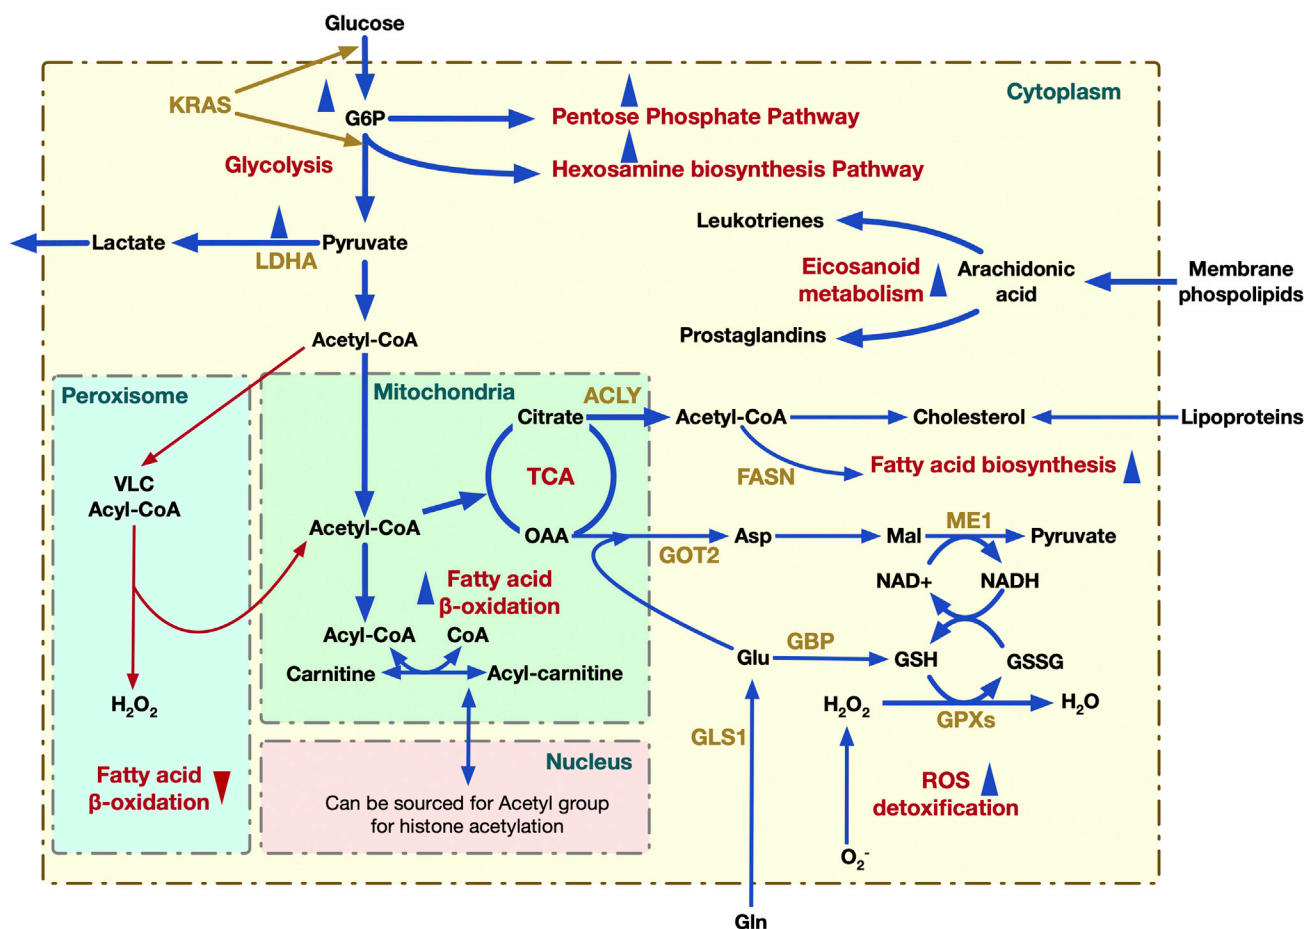 Glucose
Cytoplasm
KRAS
G6P
Pentose Phosphate Pathway
Glycolysis
Hexosamine biosynthesis Pathway
Leukotrienes
Lactate
Pyruvate
LDHA
Eicosanoid
metabolism
Arachidonic
acid
Membrane
phospolipids
Prostaglandins
Acetyl-CoA
Peroxisome
Mitochondria
ACLY
Citrate
Acetyl-CoA
Cholesterol
Lipoproteins
TCA
FASN
Fatty acid biosynthesis
VLC
Acyl-CoA
Acetyl-CoA
OAA
GOT2
Asp
Mal
ME1
Pyruvate
NAD+
NADH
Fatty acid
β-oxidation
Acyl-CoA
CoA
Carnitine
Acyl-carnitine
Glu
GBP
GSH
GSSG
H₂O₂
H₂O₂
H₂O
GPXs
GLS1
Nucleus
Fatty acid
β-oxidation
Can be sourced for Acetyl group
for histone acetylation
ROS
detoxification
O₂⁻
Gln